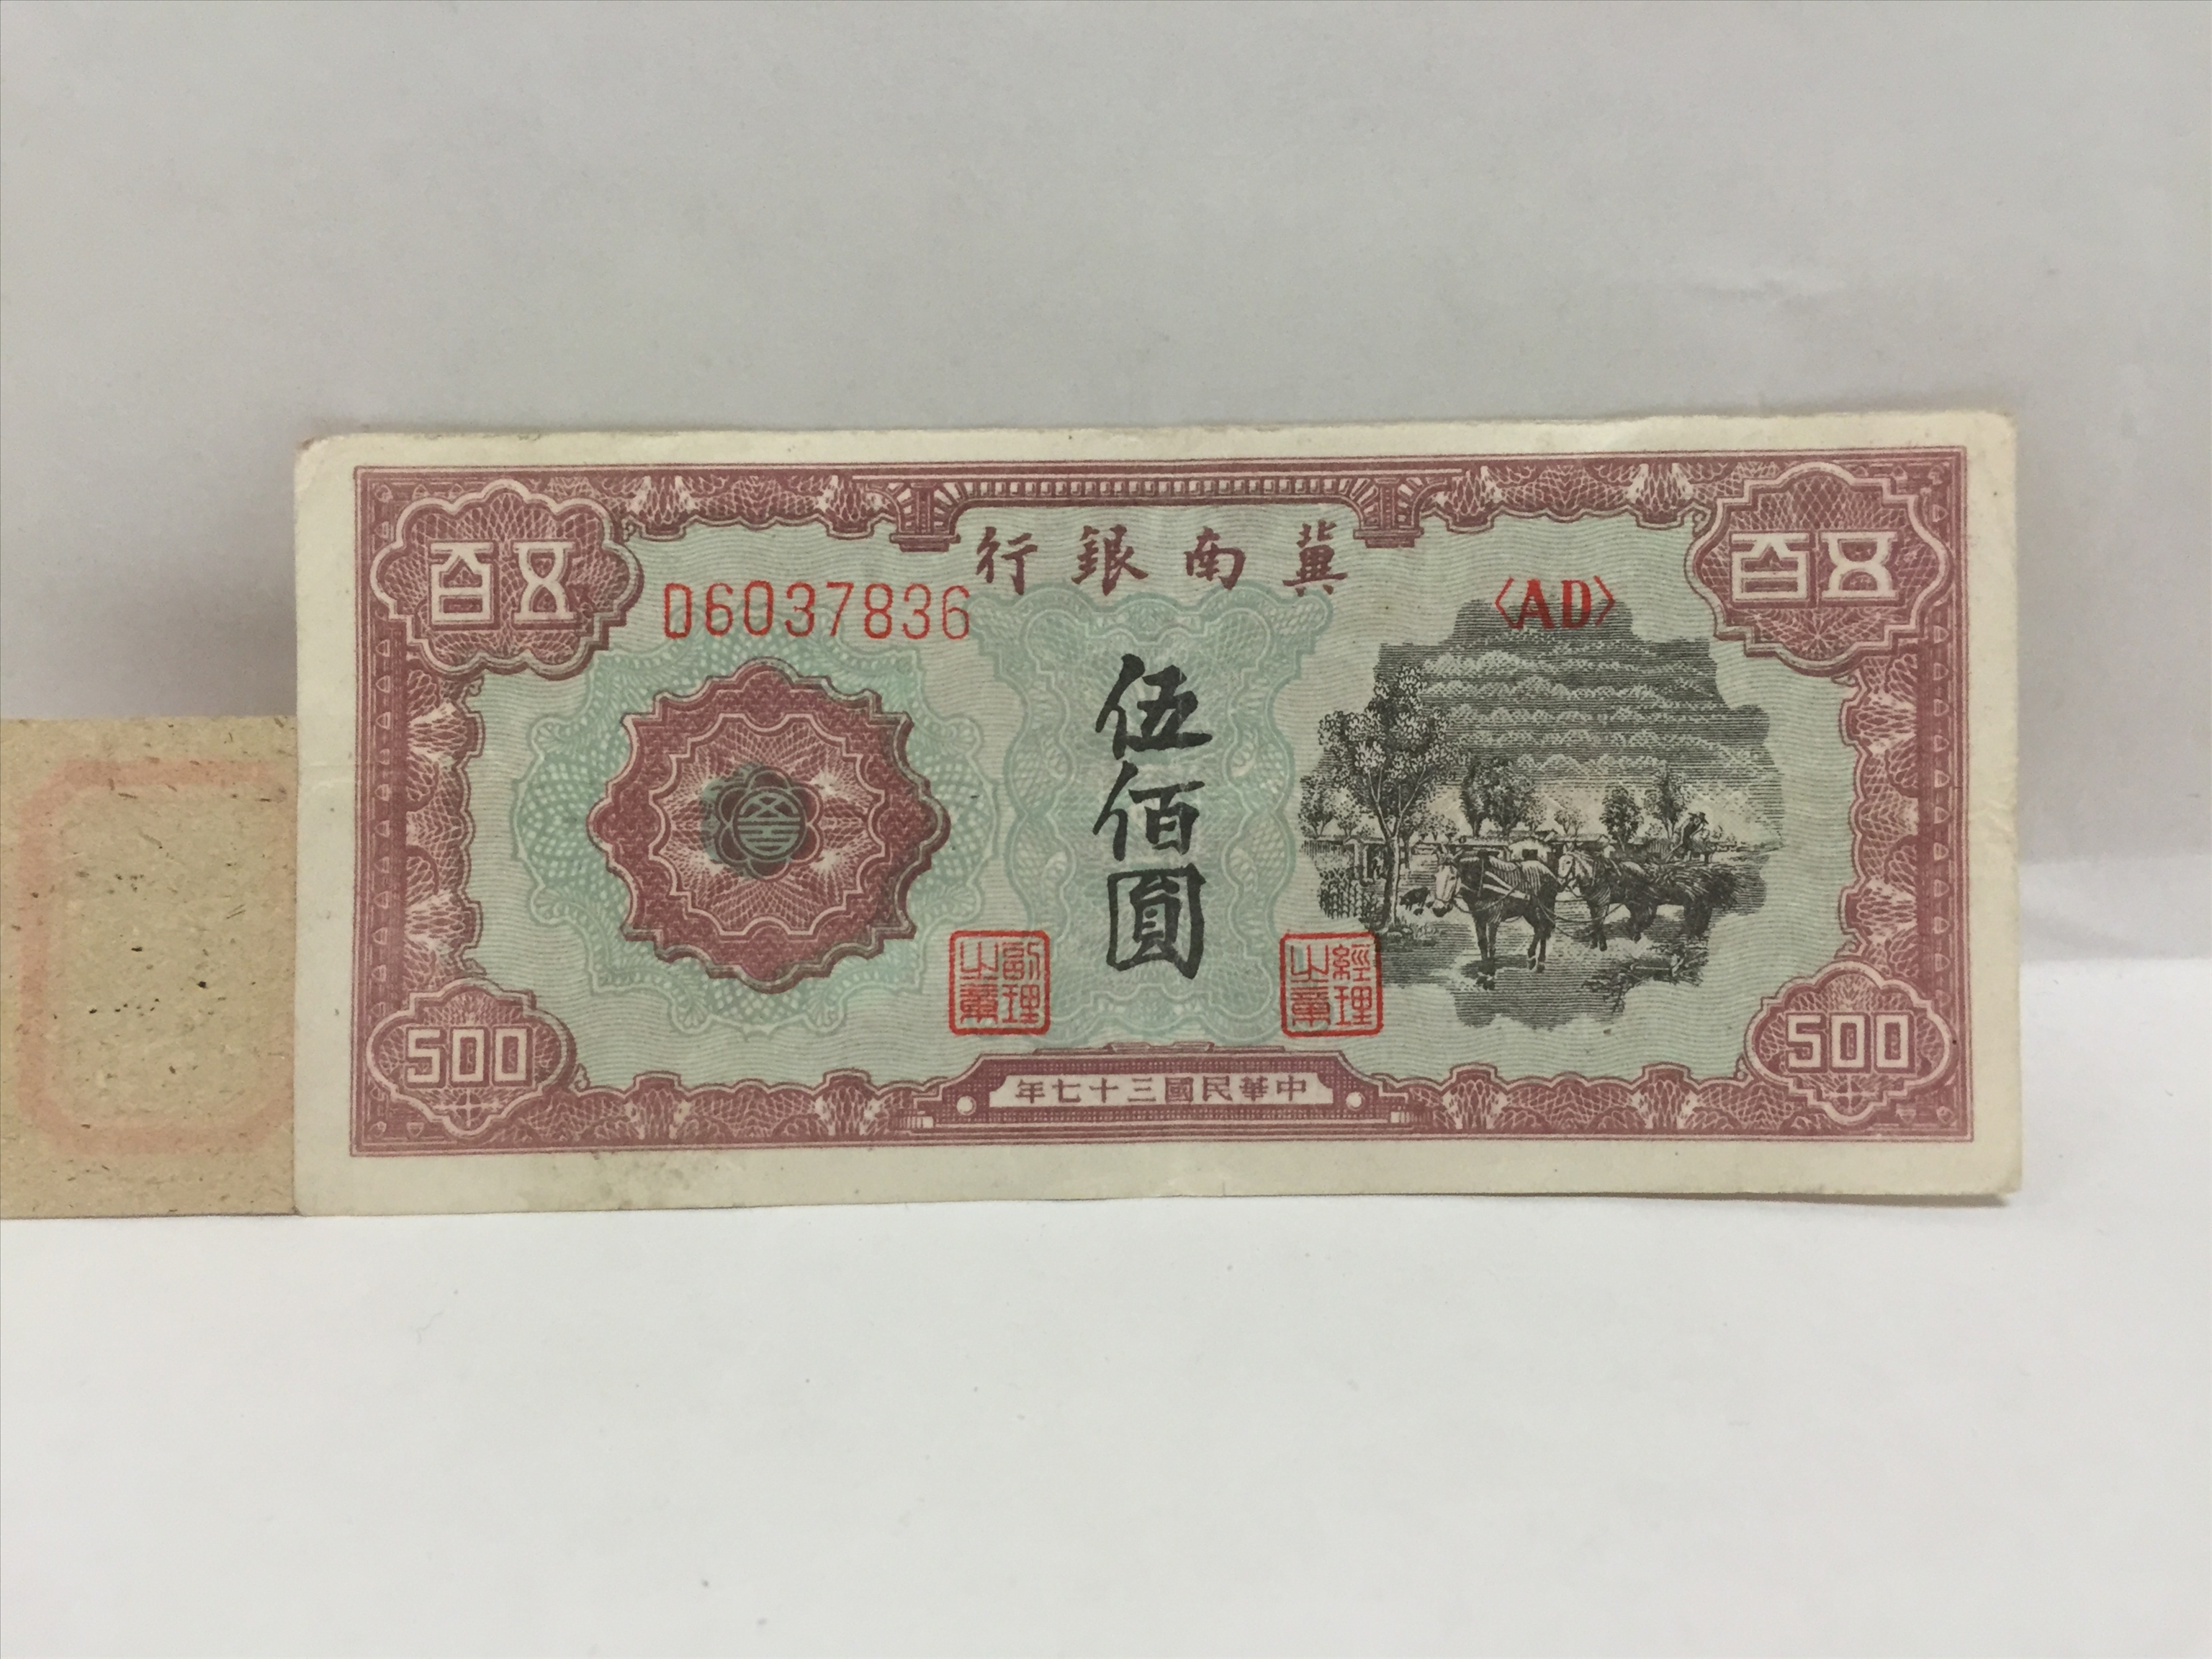 冀南銀行
五百
五百
D6037836
〈AD〉
伍佰圓
副理之章
經理之章
500
500
中華民國三十七年